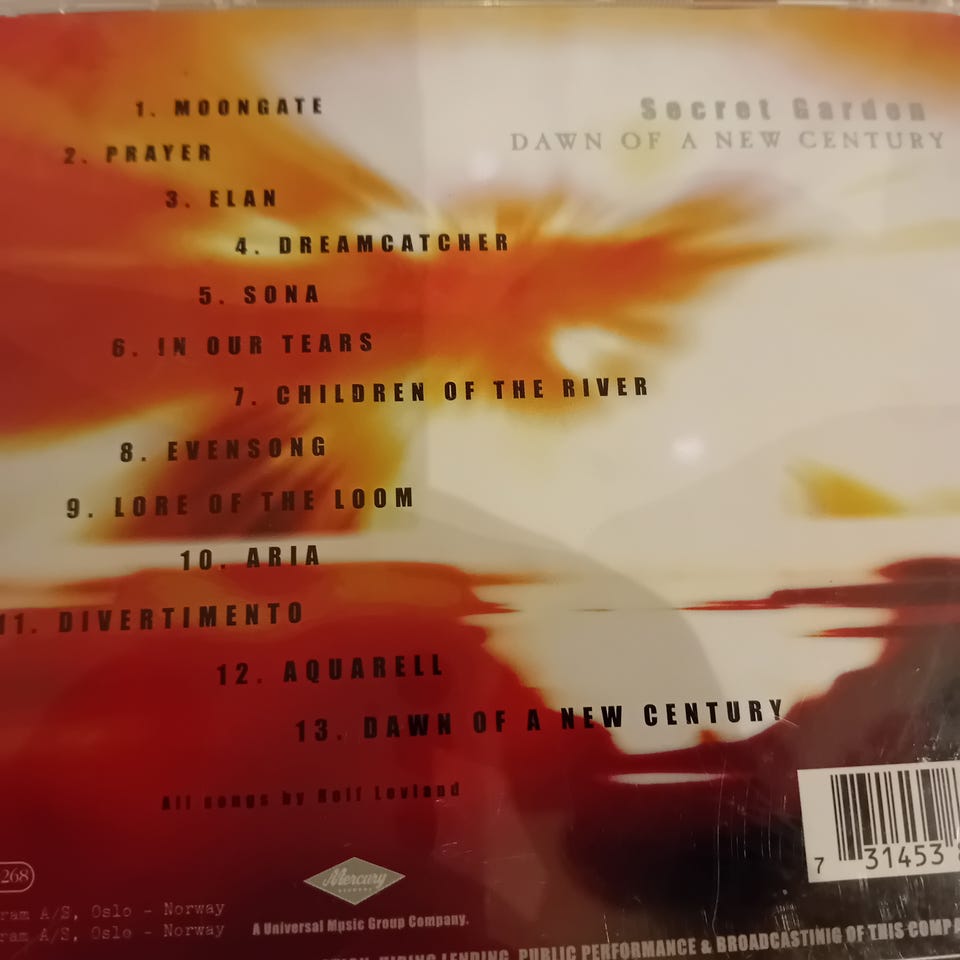 1. MOONGATE
Secret Garden
DAWN OF A NEW CENTURY
2. PRAYER
3. ELAN
4. DREAMCATCHER
5. SONA
6. IN OUR TEARS
7. CHILDREN OF THE RIVER
8. EVENSONG
9. LORE OF THE LOOM
10. ARIA
11. DIVERTIMENTO
12. AQUARELL
13. DAWN OF A NEW CENTURY
All songs by Rolf Lovland
7 31453
268
Mercury
RECORDS
ram A/S, Oslo - Norway
ram A/S, Oslo - Norway
A Universal Music Group Company.
LENDING, PUBLIC PERFORMANCE & BROADCASTINIG OF THIS COMPA